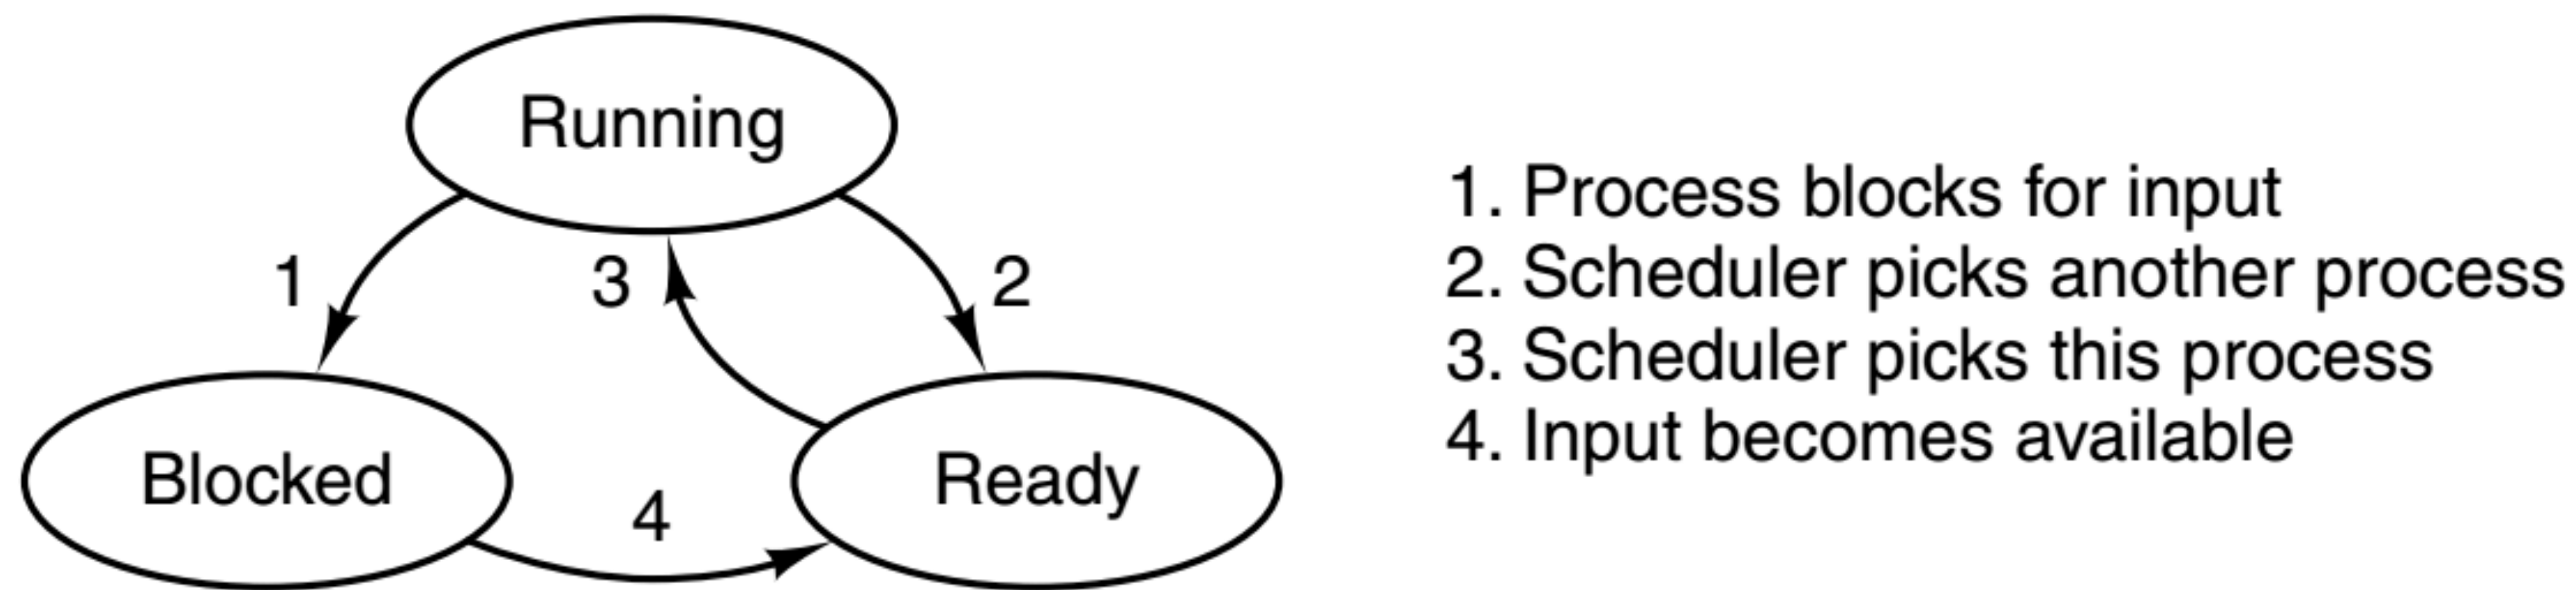 Running
1
3
2
Blocked
4
Ready
1. Process blocks for input
2. Scheduler picks another process
3. Scheduler picks this process
4. Input becomes available